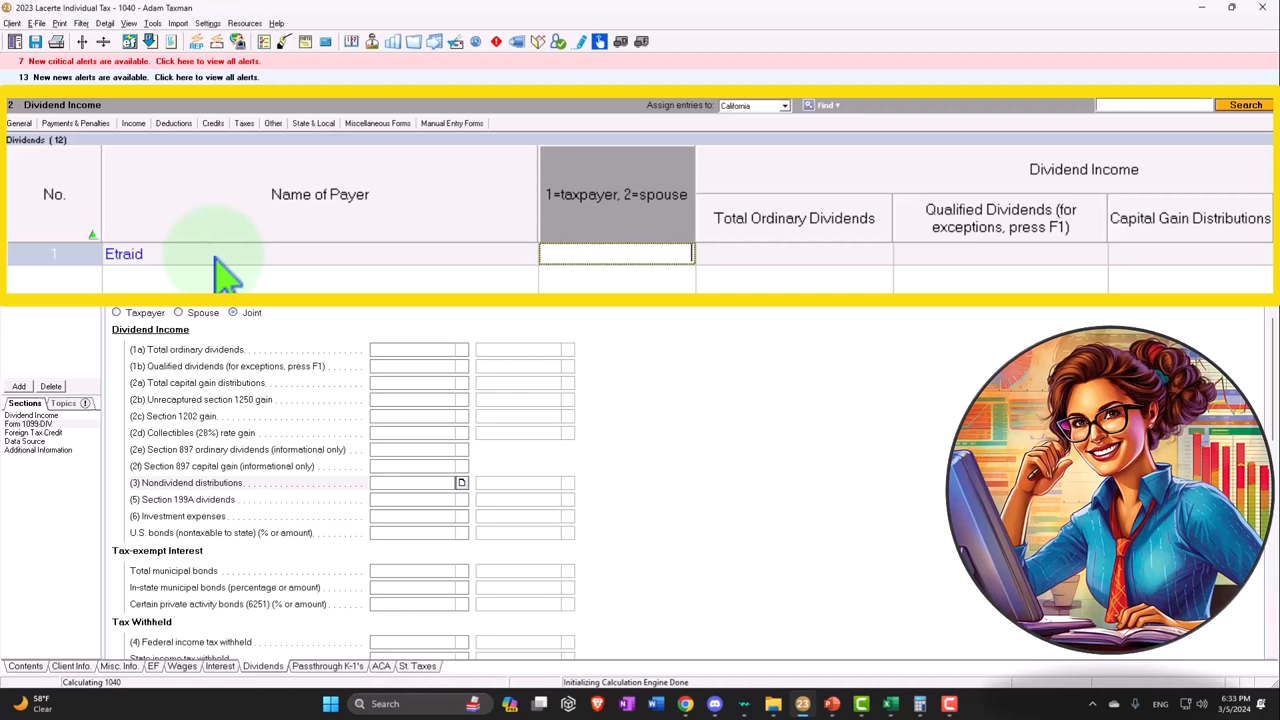 2023 Lacerte Individual Tax - 1040 - Adam Taxman
Client E-File Print Filter Detail View Tools Import Settings Resources Help
REP
7 New critical alerts are available. Click here to view all alerts.
13 New news alerts are available. Click here to view all alerts.
2 Dividend Income Assign entries to: California Find Search
General Payments & Penalties Income Deductions Credits Taxes Other State & Local Miscellaneous Forms Manual Entry Forms
Dividends (12)
No. Name of Payer 1=taxpayer, 2=spouse Dividend Income
Total Ordinary Dividends Qualified Dividends (for exceptions, press F1) Capital Gain Distributions
1 Etraid
Taxpayer Spouse Joint
Dividend Income
(1a) Total ordinary dividends
(1b) Qualified dividends (for exceptions, press F1)
(2a) Total capital gain distributions
(2b) Unrecaptured section 1250 gain
(2c) Section 1202 gain
(2d) Collectibles (28%) rate gain
(2e) Section 897 ordinary dividends (informational only)
(2f) Section 897 capital gain (informational only)
(3) Nondividend distributions
(5) Section 199A dividends
(6) Investment expenses
U.S. bonds (nontaxable to state) (% or amount)
Tax-exempt Interest
Total municipal bonds
In-state municipal bonds (percentage or amount)
Certain private activity bonds (6251) (% or amount)
Tax Withheld
(4) Federal income tax withheld
State income tax withheld
Add Delete
Sections Topics
Dividend Income
Form 1099-DIV
Foreign Tax Credit
Data Source
Additional Information
Contents Client Info. Misc. Info. EF Wages Interest Dividends Passthrough K-1's ACA St. Taxes
Calculating 1040 Initializing Calculation Engine Done
58°F
Clear
Search
23
6:33 PM
3/5/2024